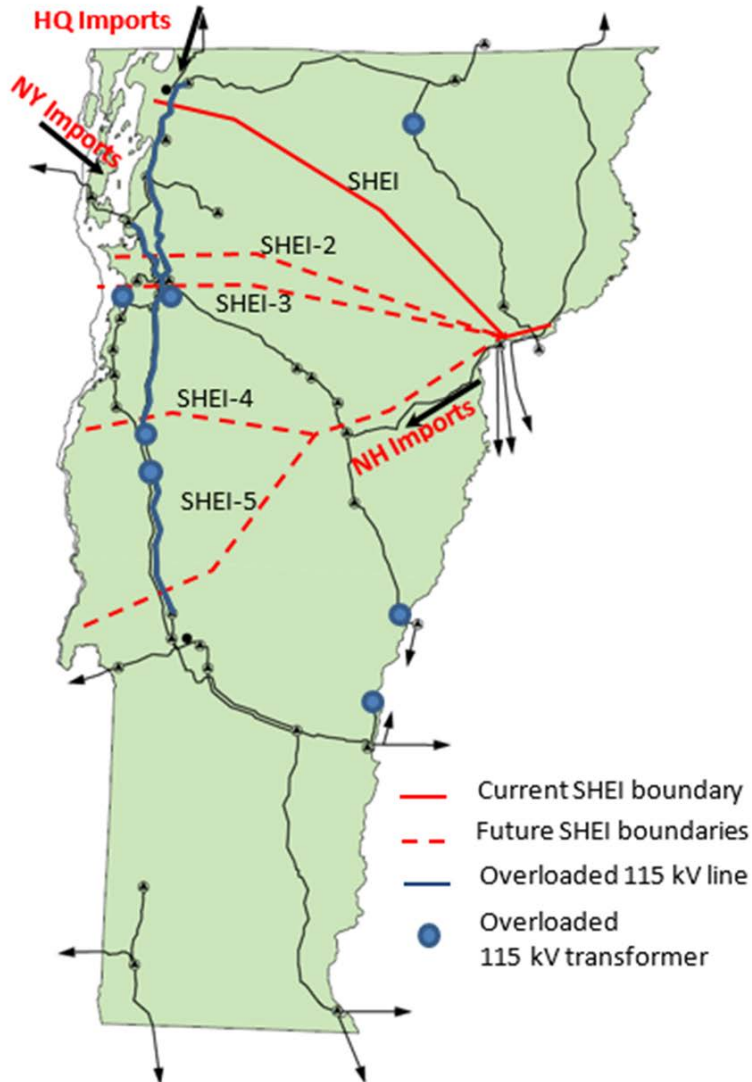 HQ Imports
NY Imports
SHEI
SHEI-2
SHEI-3
SHEI-4
NH Imports
SHEI-5
Current SHEI boundary
Future SHEI boundaries
Overloaded 115 kV line
Overloaded
115 kV transformer